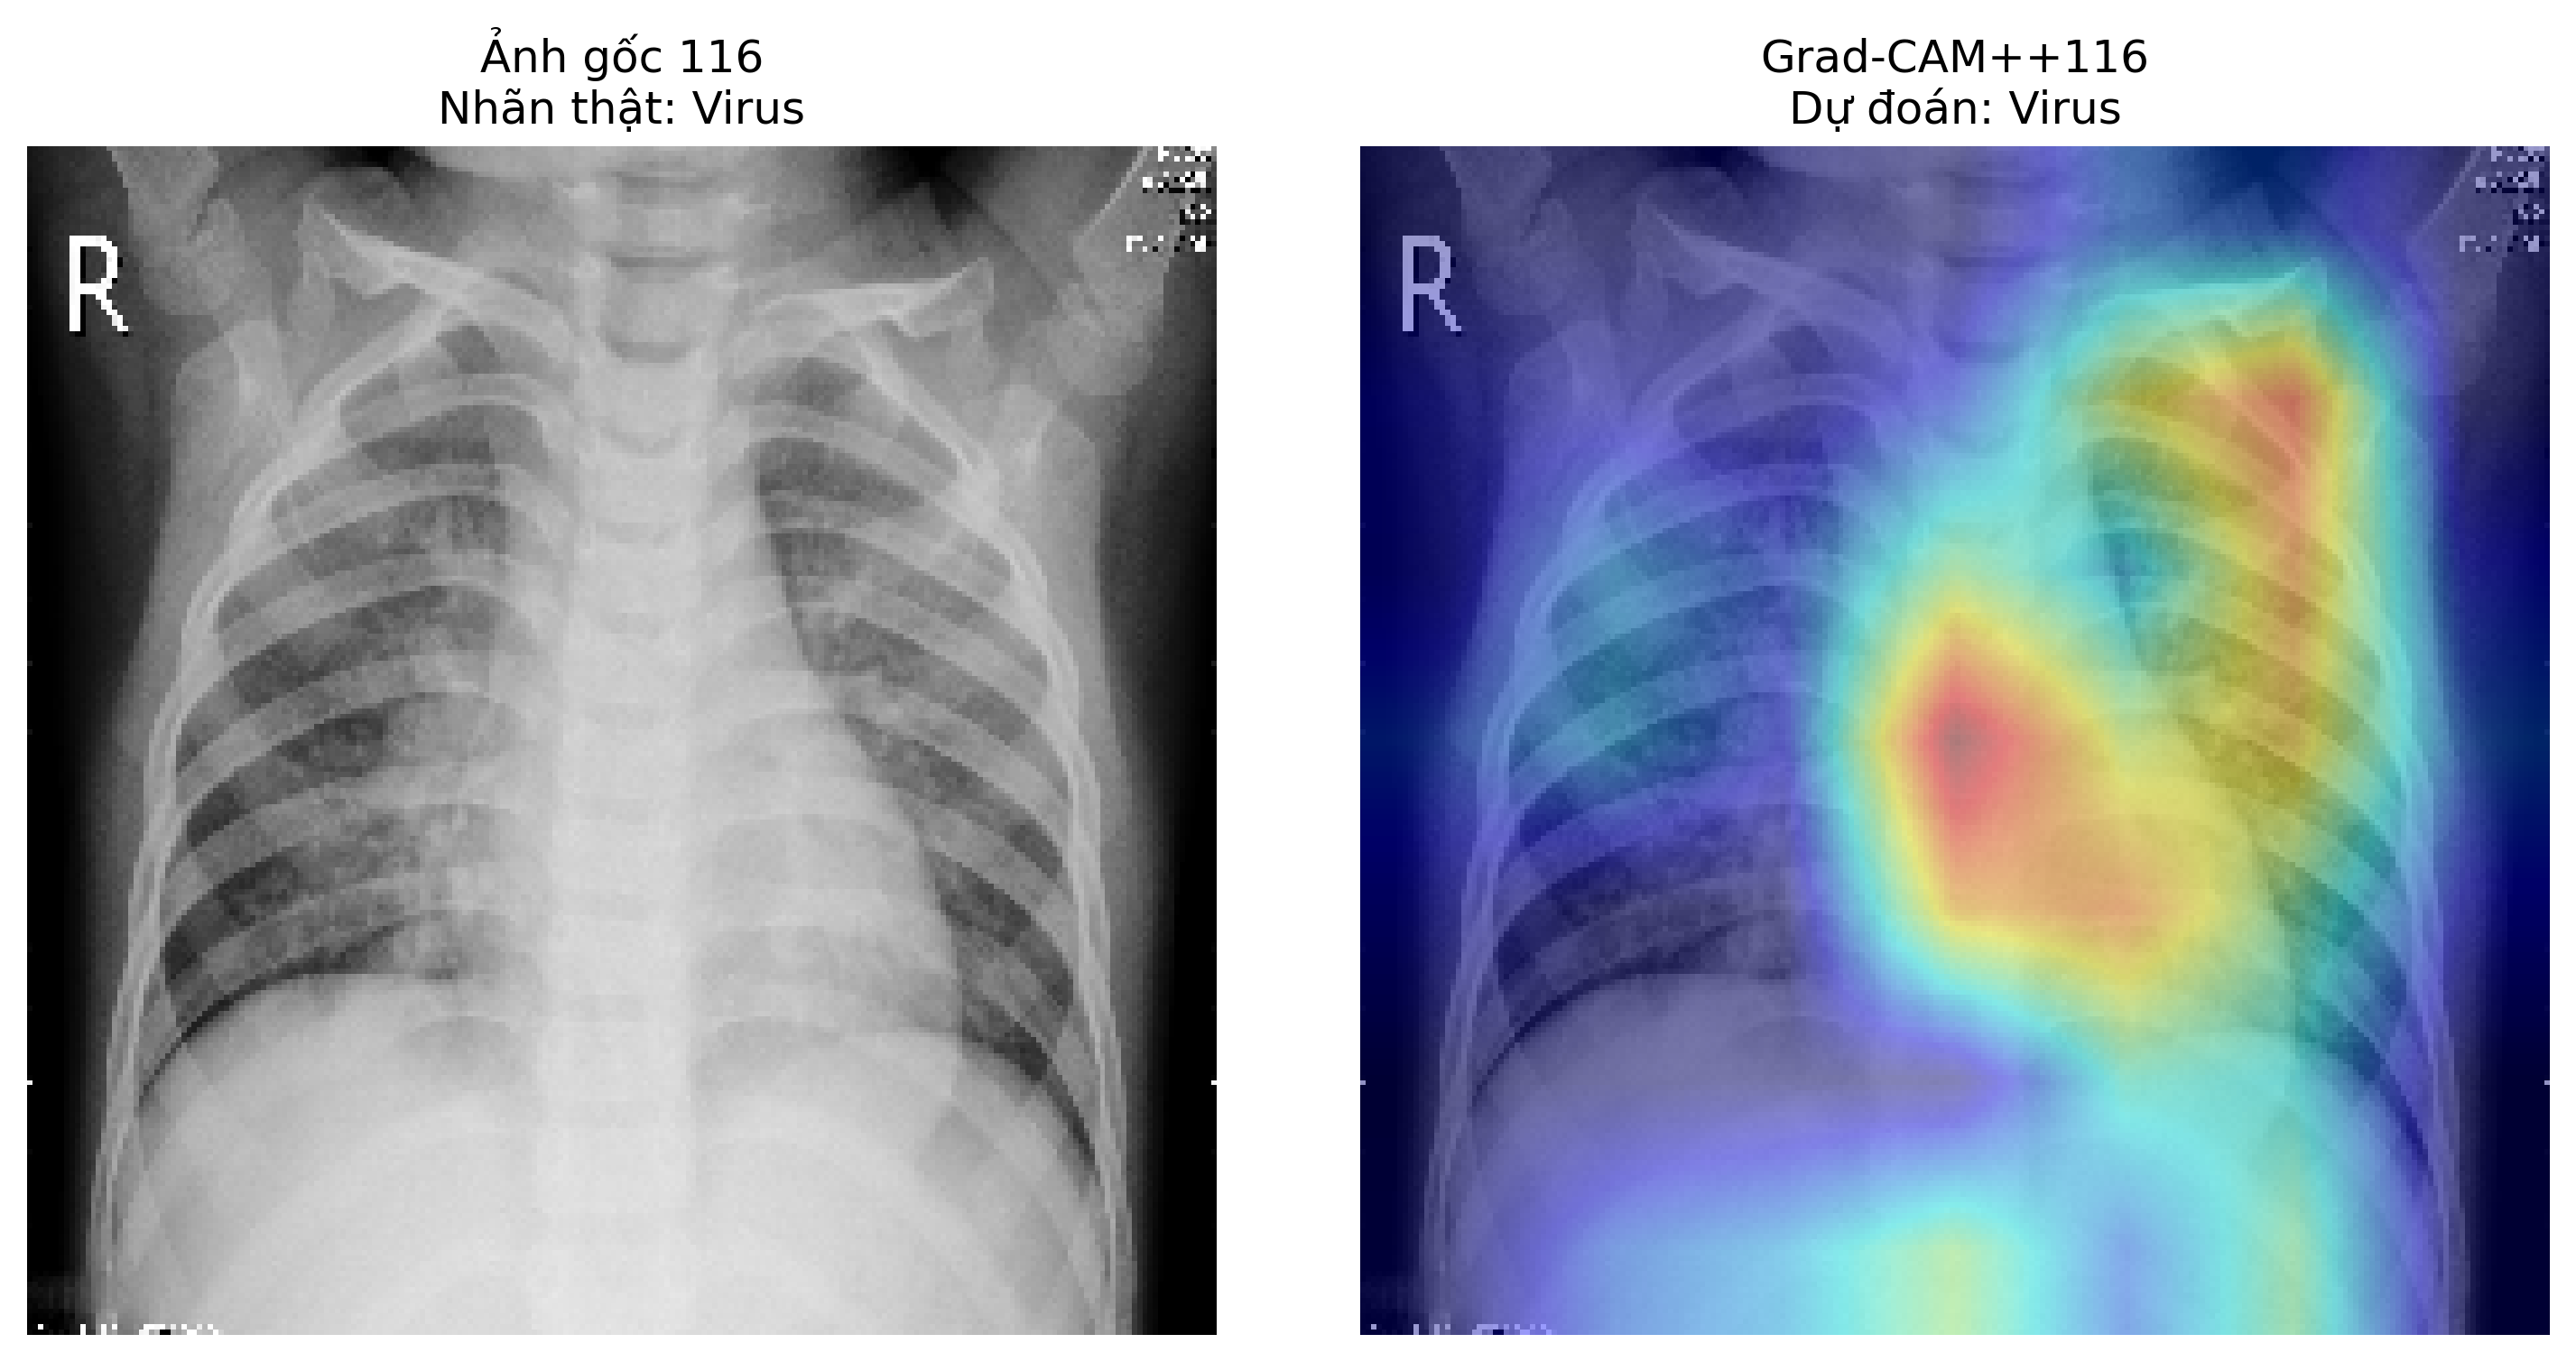 Ảnh gốc 116
Nhãn thật: Virus
Grad-CAM++116
Dự đoán: Virus
R
R